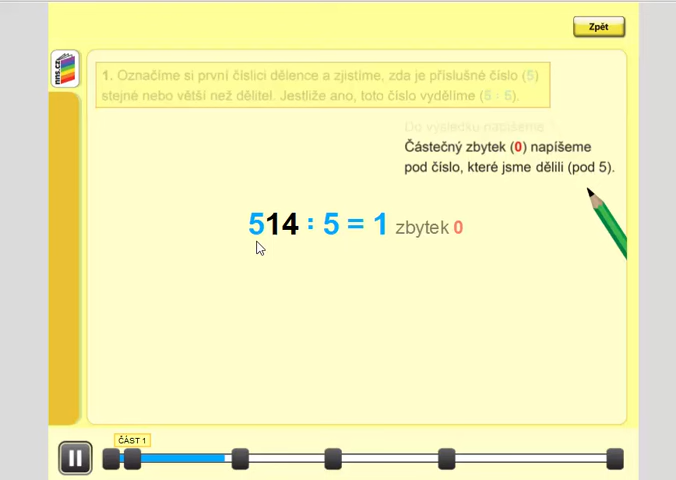 Zpět
nns.cz
1. Označíme si první číslici dělence a zjistíme, zda je příslušné číslo (5)
stejné nebo větší než dělitel. Jestliže ano, toto číslo vydělíme (5 : 5).
Do výsledku napíšeme
Částečný zbytek (0) napíšeme
pod číslo, které jsme dělili (pod 5).
514 : 5 = 1 zbytek 0
ČÁST 1